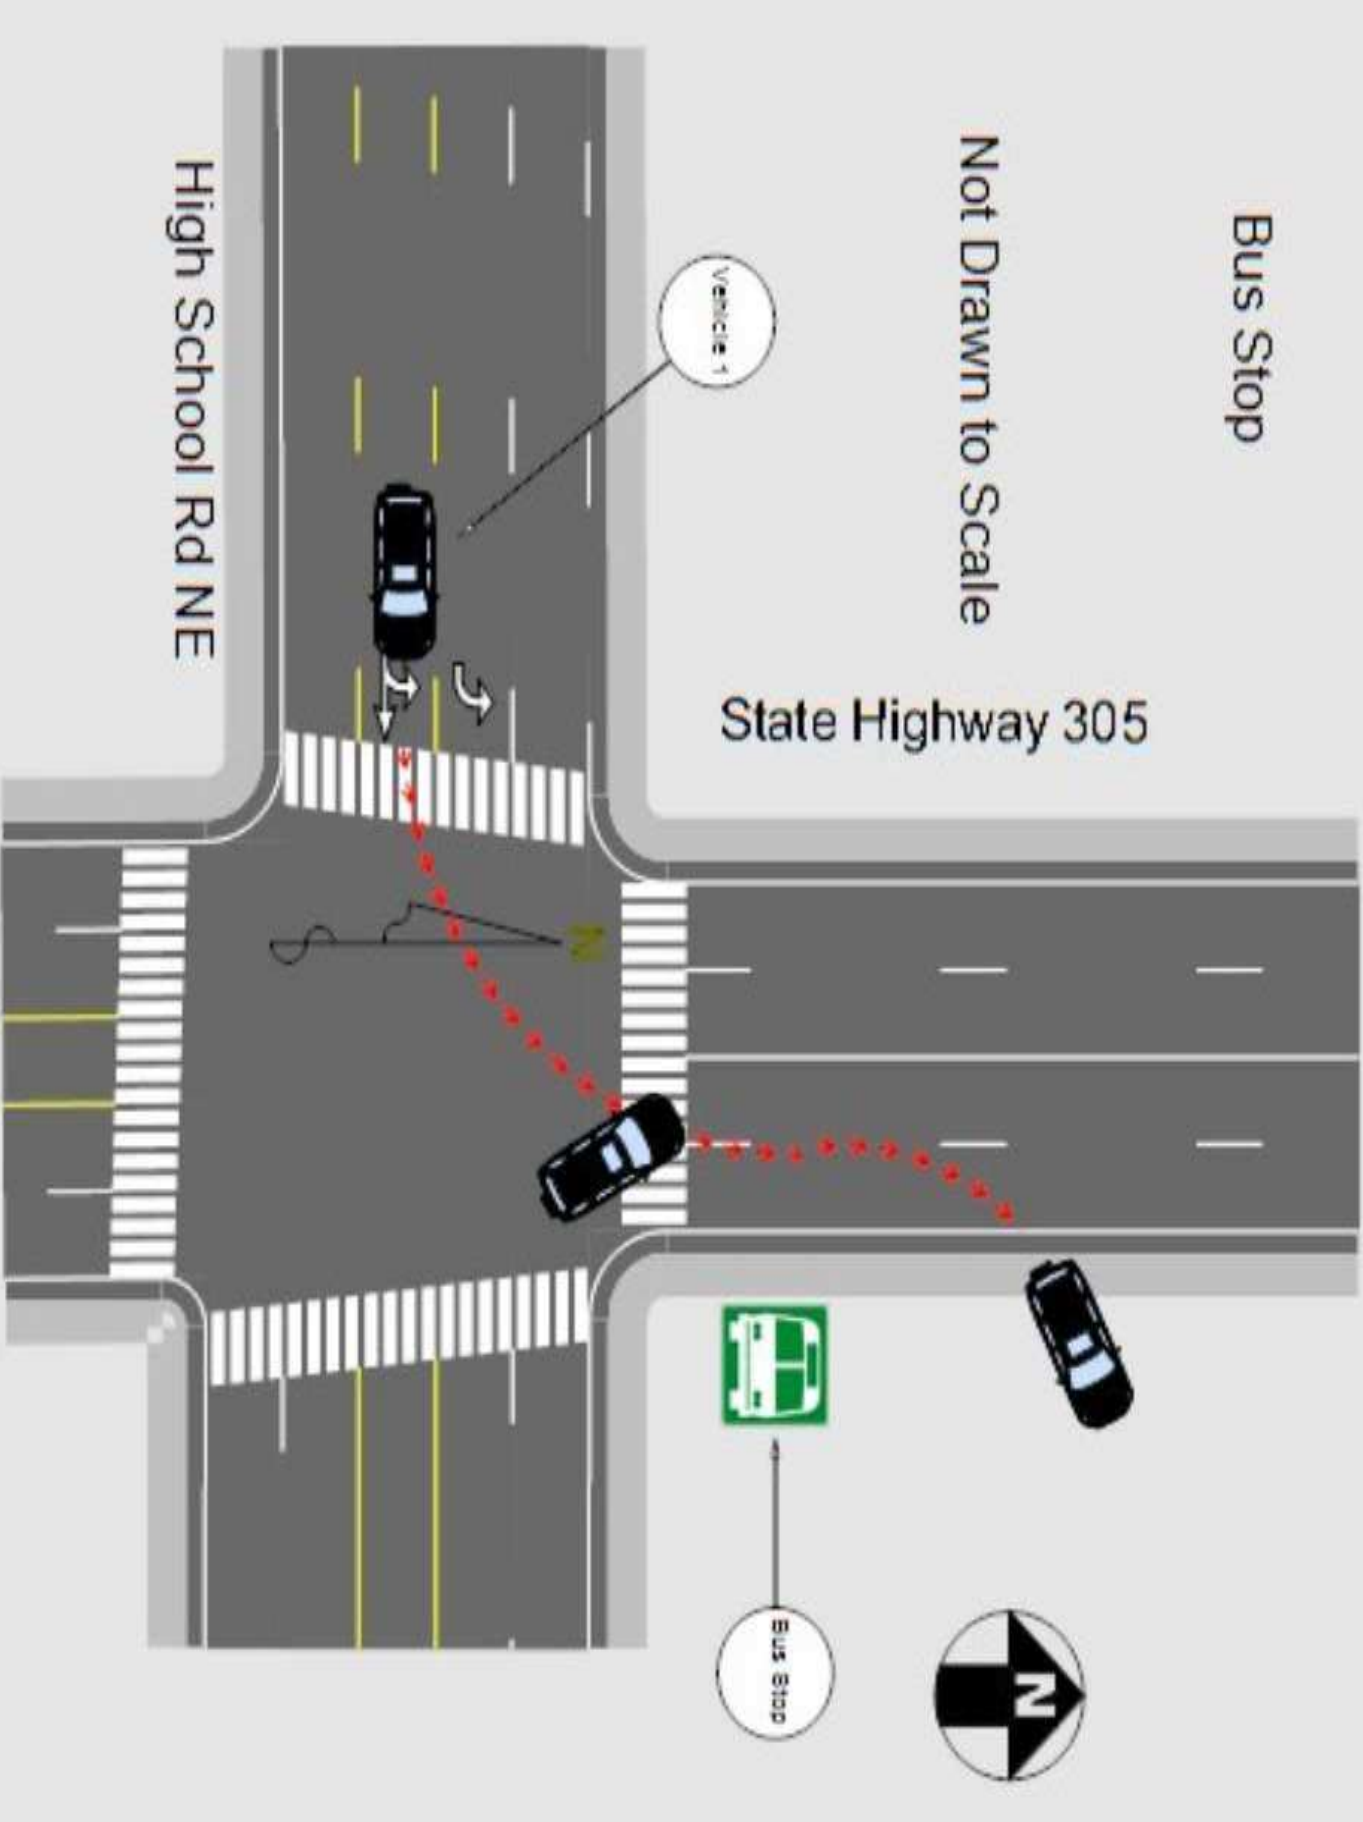 Bus Stop
Not Drawn to Scale
Vehicle 1
High School Rd NE
State Highway 305
N
Bus Stop
N